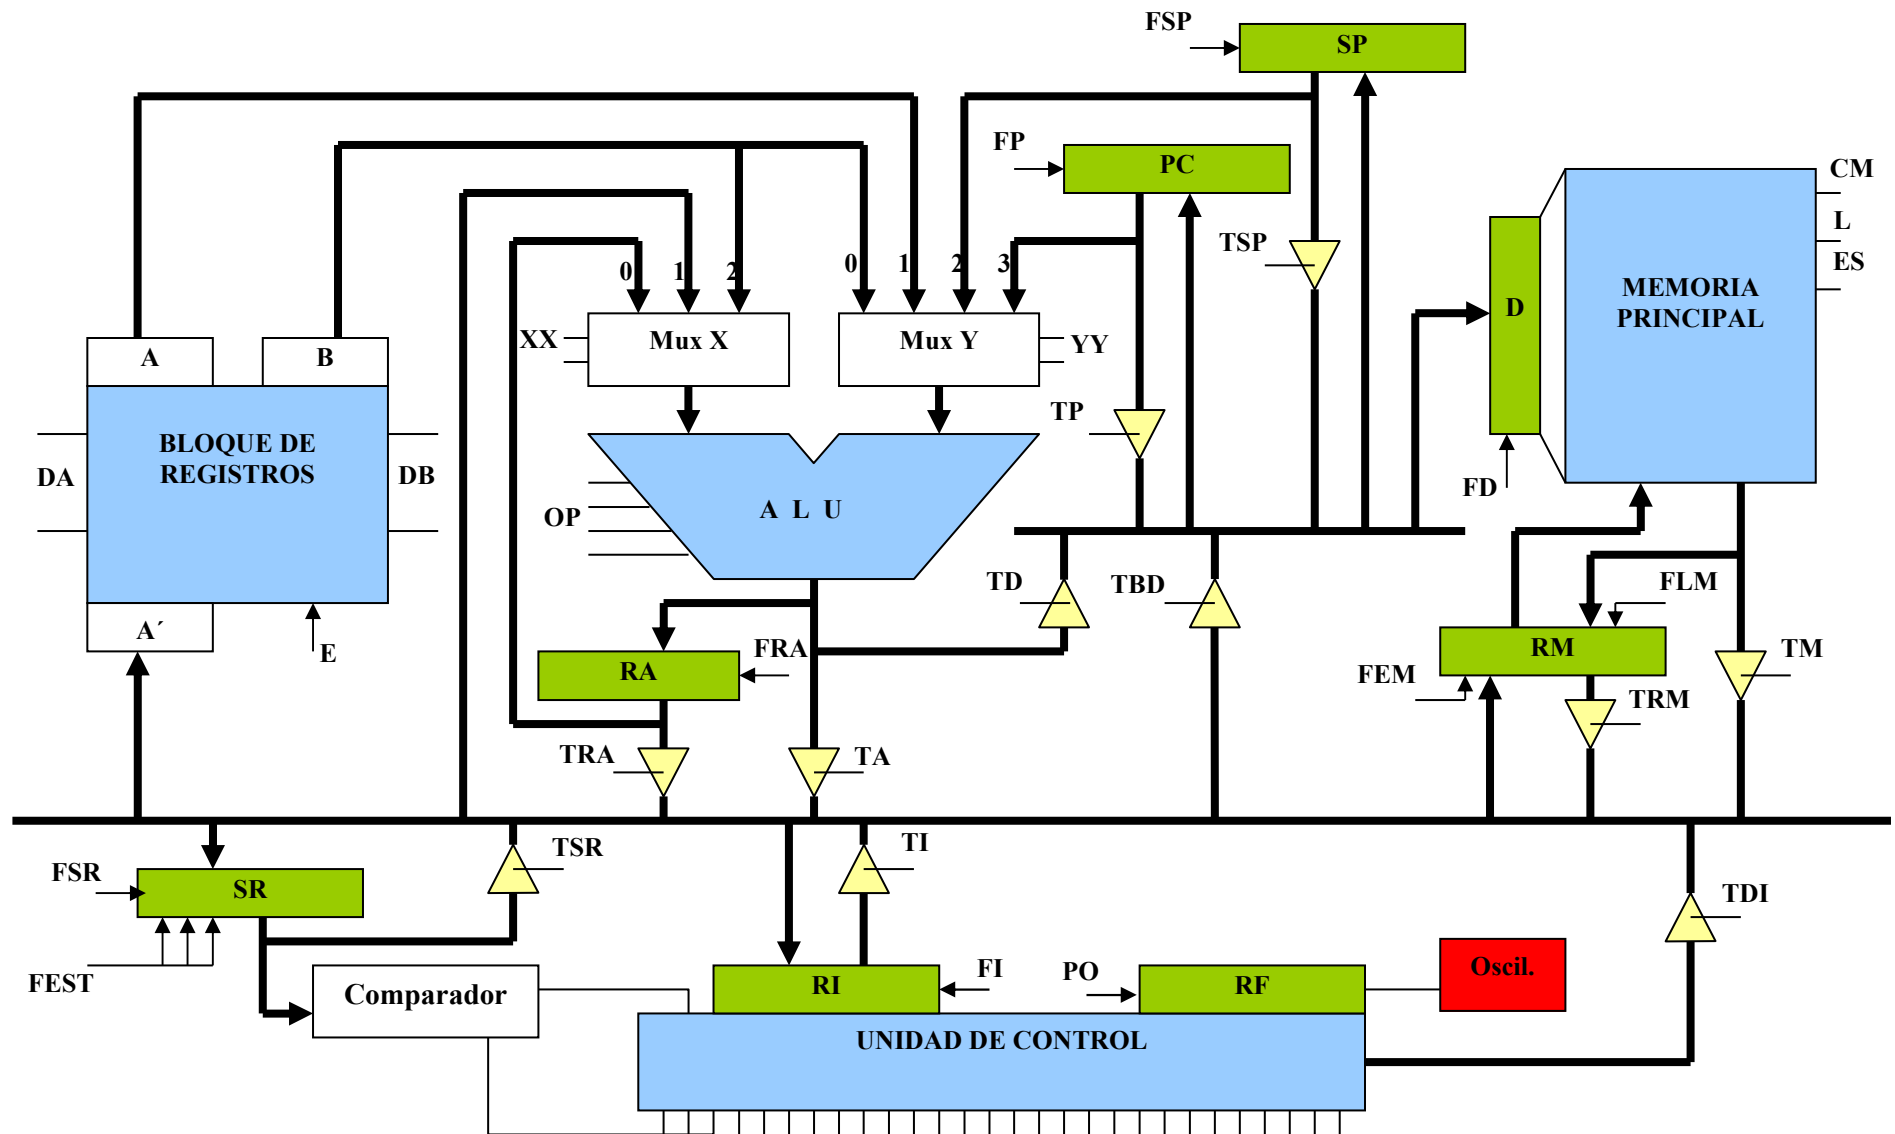 FSP
SP
FP
PC
CM
L
ES
TSP
0
1
2
0
1
2
3
D
MEMORIA
PRINCIPAL
XX
Mux X
Mux Y
YY
A
B
TP
BLOQUE DE
REGISTROS
DA
DB
FD
A L U
OP
TD
TBD
FLM
A´
E
RA
FRA
RM
TM
FEM
TRM
TRA
TA
TSR
TI
FSR
SR
TDI
FEST
Comparador
RI
FI
PO
RF
Oscil.
UNIDAD DE CONTROL